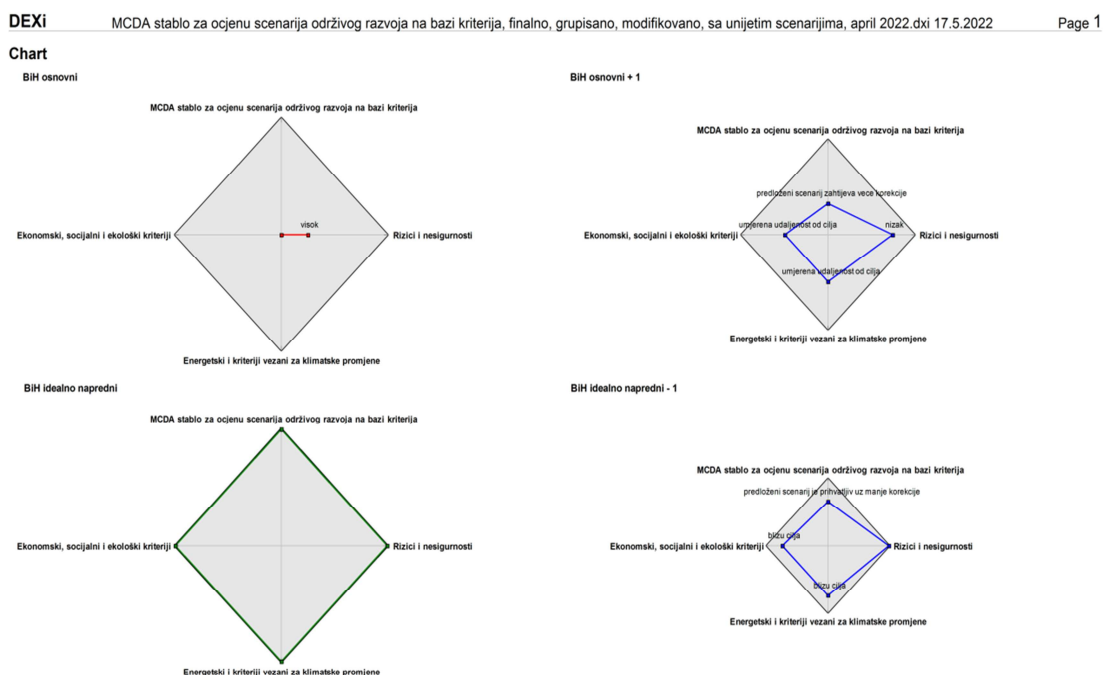 DEXi MCDA stablo za ocjenu scenarija održivog razvoja na bazi kriterija, finalno, grupisano, modifikovano, sa unijetim scenarijima, april 2022.dxi 17.5.2022 Page 1
Chart
BiH osnovni
MCDA stablo za ocjenu scenarija održivog razvoja na bazi kriterija
visok
Ekonomski, socijalni i ekološki kriteriji
Rizici i nesigurnosti
Energetski i kriteriji vezani za klimatske promjene
BiH osnovni + 1
MCDA stablo za ocjenu scenarija održivog razvoja na bazi kriterija
predloženi scenarij zahtijeva vece korekcije
umjerena udaljenost od cilja
nizak
Ekonomski, socijalni i ekološki kriteriji
Rizici i nesigurnosti
umjerena udaljenost od cilja
Energetski i kriteriji vezani za klimatske promjene
BiH idealno napredni
MCDA stablo za ocjenu scenarija održivog razvoja na bazi kriterija
Ekonomski, socijalni i ekološki kriteriji
Rizici i nesigurnosti
Energetski i kriteriji vezani za klimatske promjene
BiH idealno napredni - 1
MCDA stablo za ocjenu scenarija održivog razvoja na bazi kriterija
predloženi scenarij je prihvatljiv uz manje korekcije
blizu cilja
Ekonomski, socijalni i ekološki kriteriji
Rizici i nesigurnosti
blizu cilja
Energetski i kriteriji vezani za klimatske promjene